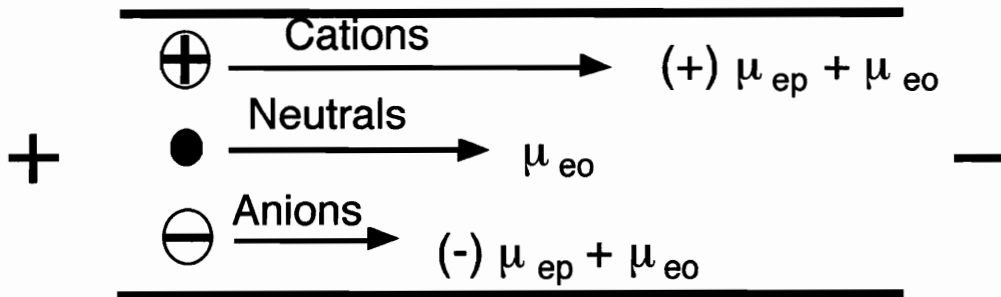 Cations
(+) μ ep + μ eo
Neutrals
+ μ eo −
Anions
(-) μ ep + μ eo